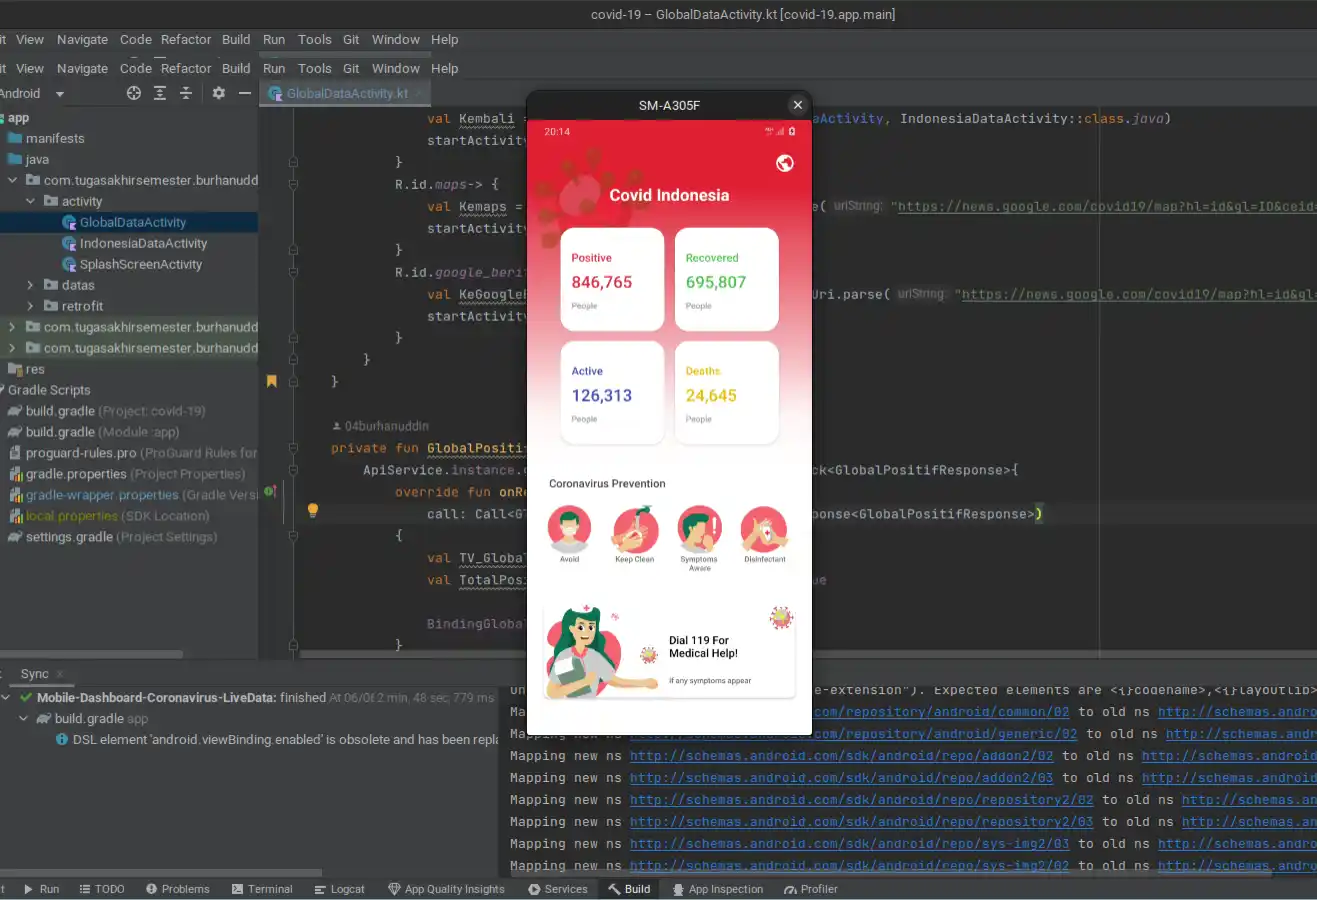 covid-19 – GlobalDataActivity.kt [covid-19.app.main]
it View Navigate Code Refactor Build Run Tools Git Window Help
it View Navigate Code Refactor Build Run Tools Git Window Help
Android
GlobalDataActivity.kt
app
manifests
java
com.tugasakhirsemester.burhanudd
activity
GlobalDataActivity
IndonesiaDataActivity
SplashScreenActivity
datas
retrofit
com.tugasakhirsemester.burhanudd
com.tugasakhirsemester.burhanudd
res
Gradle Scripts
build.gradle (Project: covid-19)
build.gradle (Module :app)
proguard-rules.pro (ProGuard Rules for
gradle.properties (Project Properties)
gradle-wrapper.properties (Gradle Versi
local.properties (SDK Location)
settings.gradle (Project Settings)
val Kembali = aActivity, IndonesiaDataActivity::class.java)
startActivity
}
R.id.maps-> {
val Kemaps = e( uriString: "https://news.google.com/covid19/map?hl=id&gl=ID&ceid=
startActivity
}
R.id.google_beri
val KeGoogle Uri.parse( uriString: "https://news.google.com/covid19/map?hl=id&gl=
startActivity
}
}
}
04burhanuddin
private fun GlobalPositi
ApiService.instance. ck<GlobalPositifResponse>{
override fun onRe
call: Call<G ponse<GlobalPositifResponse>)
{
val TV_Globa
val TotalPos ue
BindingGloba
}
SM-A305F
20:14
Covid Indonesia
Positive
846,765
People
Recovered
695,807
People
Active
126,313
People
Deaths
24,645
People
Coronavirus Prevention
Avoid
Keep Clean
Symptoms
Aware
Disinfectant
Dial 119 For
Medical Help!
if any symptoms appear
Sync
Mobile-Dashboard-Coronavirus-LiveData: finished 2 min, 48 sec, 779 ms
build.gradle app
DSL element 'android.viewBinding.enabled' is obsolete and has been repla
e-extension"). Expected elements are <{}codename>,<{}layoutlib>
Ma com/repository/android/common/02 to old ns http://schemas.andro
Mapping new ns com/repository/android/generic/02 to old ns http://schemas.andr
Mapping new ns http://schemas.android.com/sdk/android/repo/addon2/02 to old ns http://schemas.android
Mapping new ns http://schemas.android.com/sdk/android/repo/addon2/03 to old ns http://schemas.android
Mapping new ns http://schemas.android.com/sdk/android/repo/repository2/02 to old ns http://schemas.an
Mapping new ns http://schemas.android.com/sdk/android/repo/repository2/03 to old ns http://schemas.an
Mapping new ns http://schemas.android.com/sdk/android/repo/sys-img2/03 to old ns http://schemas.andro
Mapping new ns http://schemas.android.com/sdk/android/repo/sys-img2/02 to old ns http://schemas.andro
t Run TODO Problems Terminal Logcat App Quality Insights Services Build App Inspection Profiler